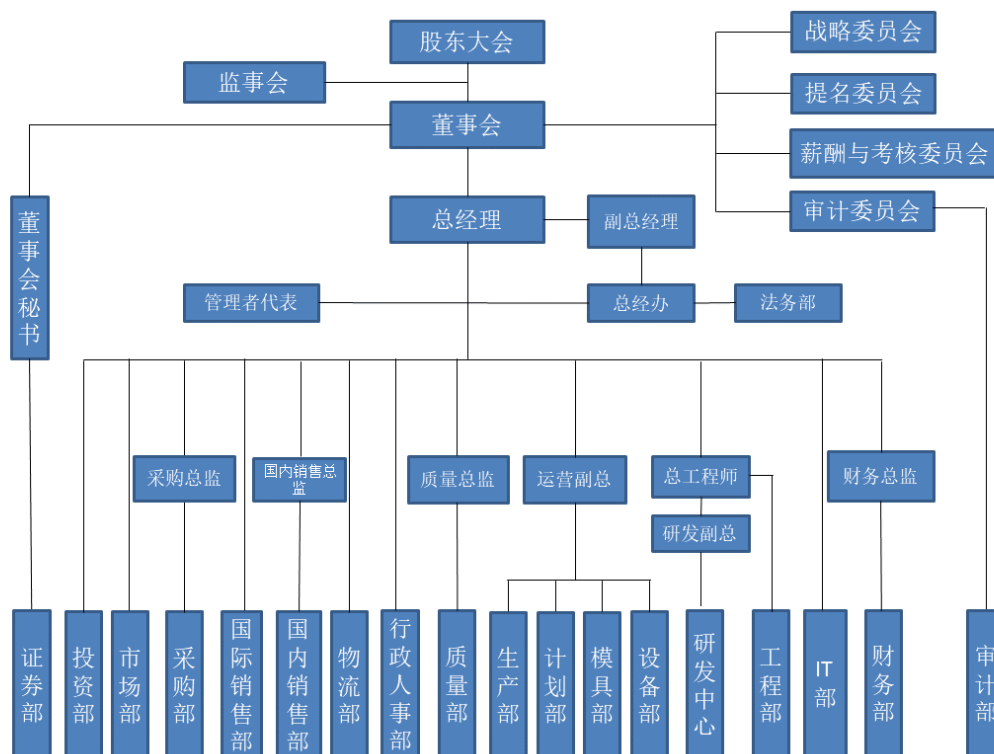 股东大会
战略委员会
监事会
提名委员会
董事会
薪酬与考核委员会
董事会秘书
总经理
副总经理
审计委员会
管理者代表
总经办
法务部
采购总监
国内销售总
监
质量总监
运营副总
总工程师
财务总监
研发副总
证券部
投资部
市场部
采购部
国际销售部
国内销售部
物流部
行政人事部
质量部
生产部
计划部
模具部
设备部
研发中心
工程部
IT
部
财务部
审计部